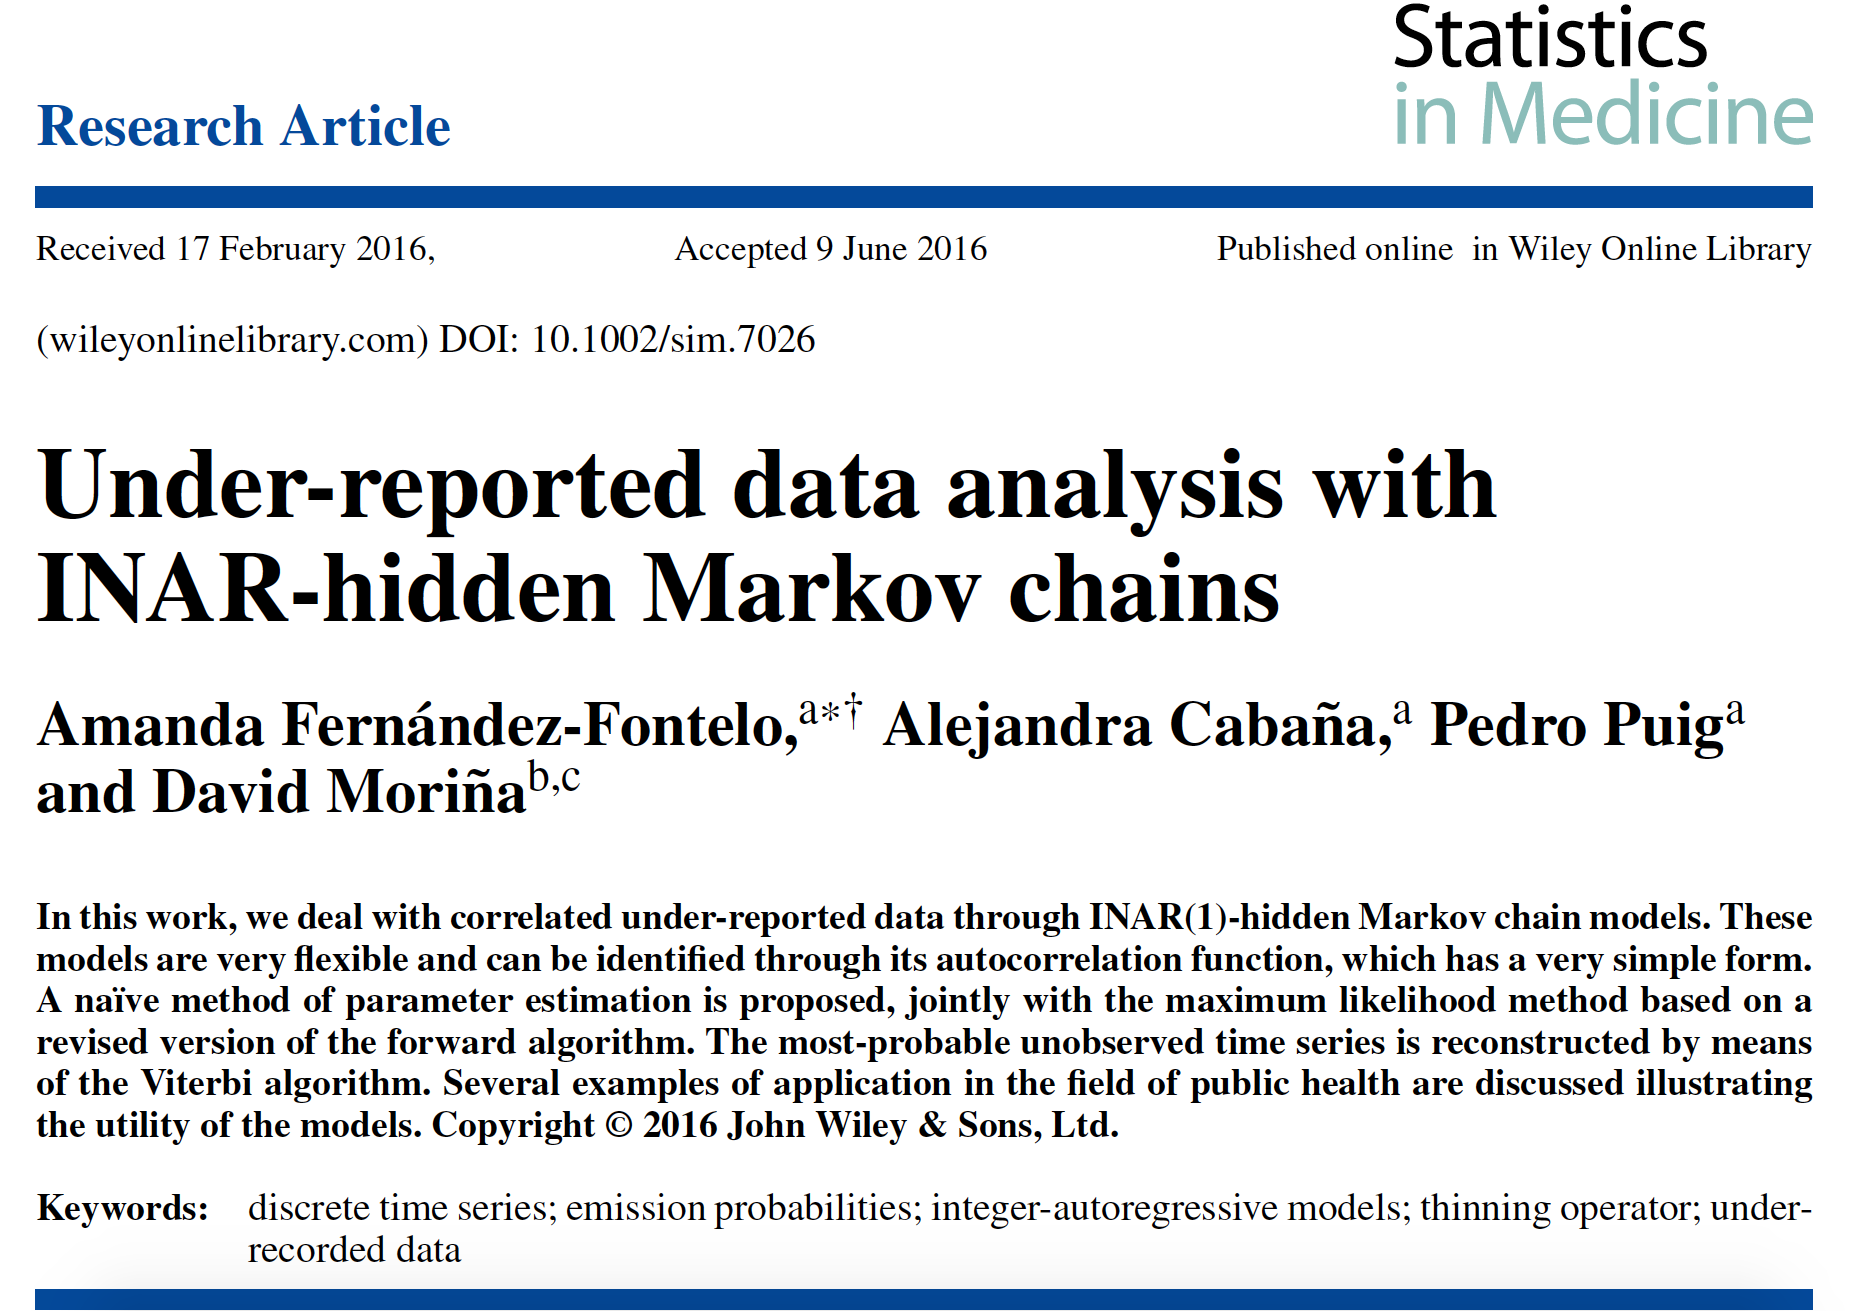 Statistics
in Medicine
Research Article
Received 17 February 2016, Accepted 9 June 2016 Published online in Wiley Online Library
(wileyonlinelibrary.com) DOI: 10.1002/sim.7026
Under-reported data analysis with
INAR-hidden Markov chains
Amanda Fernández-Fontelo,a*† Alejandra Cabaña,a Pedro Puiga
and David Moriñab,c
In this work, we deal with correlated under-reported data through INAR(1)-hidden Markov chain models. These
models are very flexible and can be identified through its autocorrelation function, which has a very simple form.
A naïve method of parameter estimation is proposed, jointly with the maximum likelihood method based on a
revised version of the forward algorithm. The most-probable unobserved time series is reconstructed by means
of the Viterbi algorithm. Several examples of application in the field of public health are discussed illustrating
the utility of the models. Copyright © 2016 John Wiley & Sons, Ltd.
Keywords: discrete time series; emission probabilities; integer-autoregressive models; thinning operator; under-
recorded data